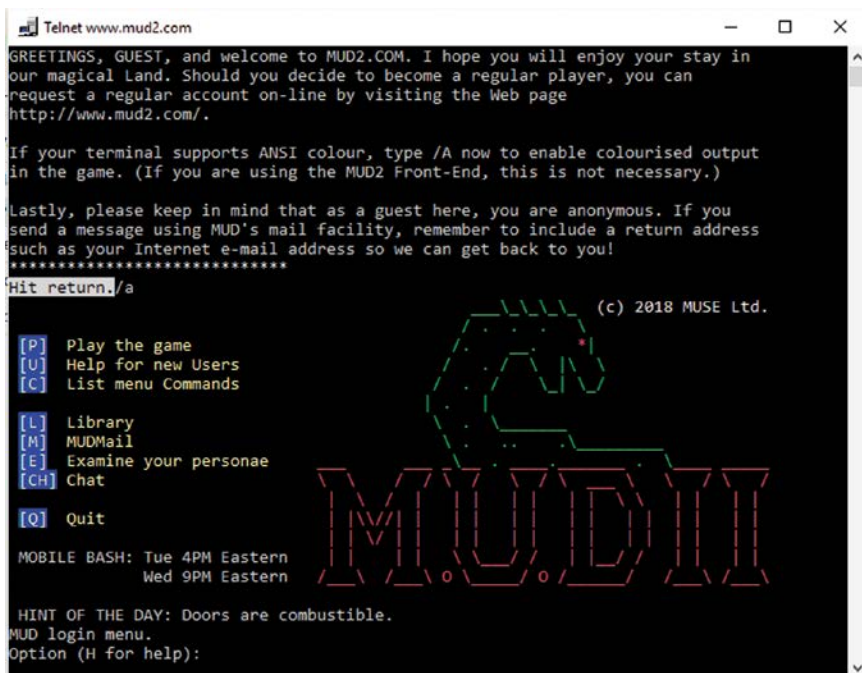 Telnet www.mud2.com
GREETINGS, GUEST, and welcome to MUD2.COM. I hope you will enjoy your stay in
our magical Land. Should you decide to become a regular player, you can
request a regular account on-line by visiting the Web page
http://www.mud2.com/.
If your terminal supports ANSI colour, type /A now to enable colourised output
in the game. (If you are using the MUD2 Front-End, this is not necessary.)
Lastly, please keep in mind that as a guest here, you are anonymous. If you
send a message using MUD's mail facility, remember to include a return address
such as your Internet e-mail address so we can get back to you!
*****************************
Hit return./a
(c) 2018 MUSE Ltd.
[P] Play the game
[U] Help for new Users
[C] List menu Commands
[L] Library
[M] MUDMail
[E] Examine your personae
[CH] Chat
[Q] Quit
M.U.D II
MOBILE BASH: Tue 4PM Eastern
Wed 9PM Eastern
HINT OF THE DAY: Doors are combustible.
MUD login menu.
Option (H for help):